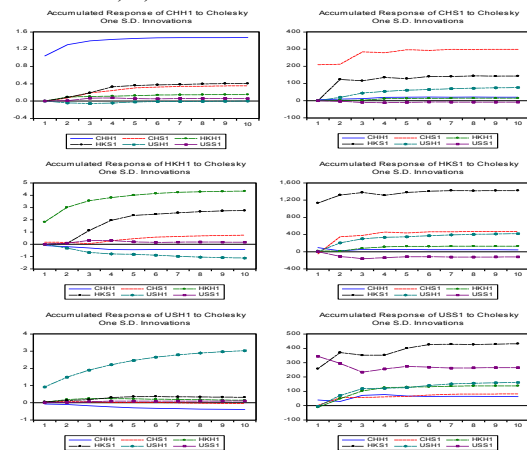 Accumulated Response of CHH1 to Cholesky
One S.D. Innovations
1.6
1.2
0.8
0.4
0.0
-0.4
1 2 3 4 5 6 7 8 9 10
CHH1 CHS1 HKH1
HKS1 USH1 USS1
Accumulated Response of CHS1 to Cholesky
One S.D. Innovations
400
300
200
100
0
-100
1 2 3 4 5 6 7 8 9 10
CHH1 CHS1 HKH1
HKS1 USH1 USS1
Accumulated Response of HKH1 to Cholesky
One S.D. Innovations
5
4
3
2
1
0
-1
-2
1 2 3 4 5 6 7 8 9 10
CHH1 CHS1 HKH1
HKS1 USH1 USS1
Accumulated Response of HKS1 to Cholesky
One S.D. Innovations
1,600
1,200
800
400
0
-400
1 2 3 4 5 6 7 8 9 10
CHH1 CHS1 HKH1
HKS1 USH1 USS1
Accumulated Response of USH1 to Cholesky
One S.D. Innovations
4
3
2
1
0
-1
1 2 3 4 5 6 7 8 9 10
CHH1 CHS1 HKH1
HKS1 USH1 USS1
Accumulated Response of USS1 to Cholesky
One S.D. Innovations
500
400
300
200
100
0
-100
1 2 3 4 5 6 7 8 9 10
CHH1 CHS1 HKH1
HKS1 USH1 USS1